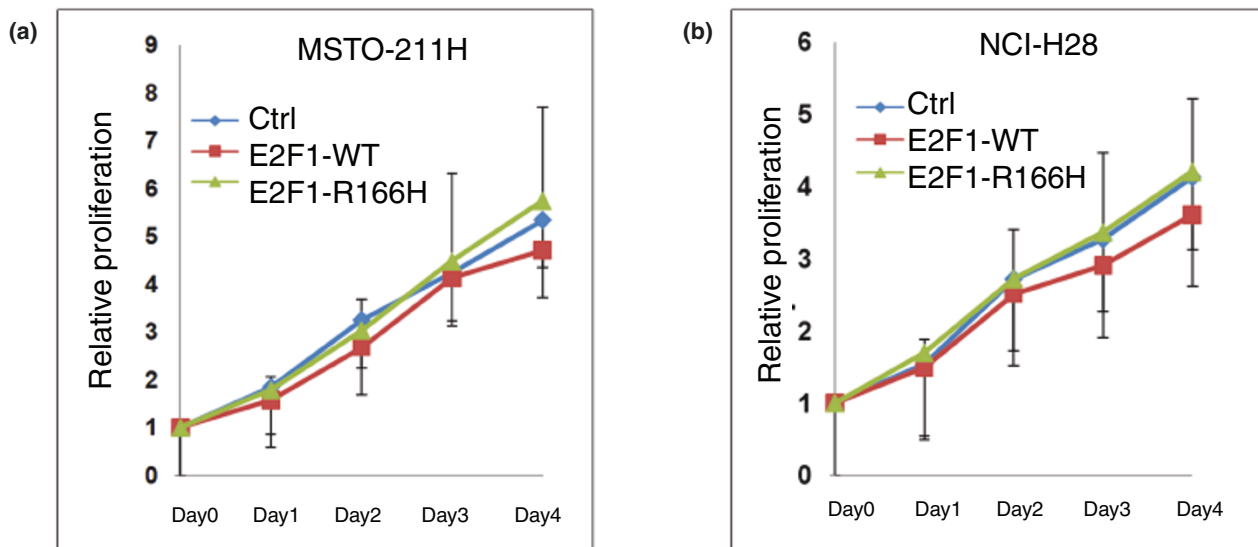 (a)
MSTO-211H
Relative proliferation
9
8
7
6
5
4
3
2
1
0
Ctrl
E2F1-WT
E2F1-R166H
Day0 Day1 Day2 Day3 Day4
(b)
NCI-H28
Relative proliferation
6
5
4
3
2
1
0
Ctrl
E2F1-WT
E2F1-R166H
Day0 Day1 Day2 Day3 Day4